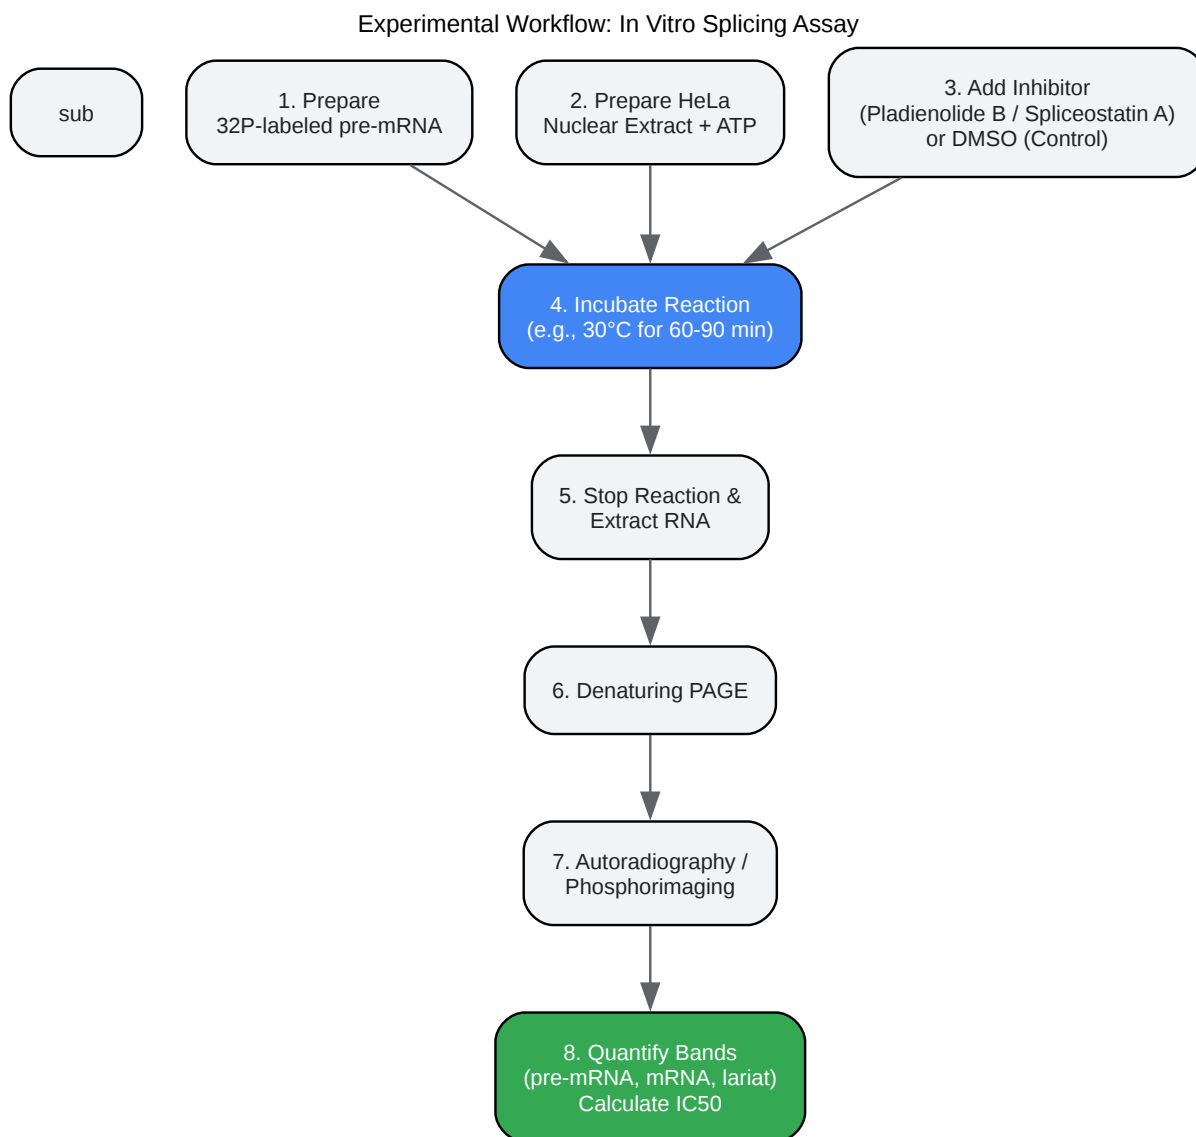 Experimental Workflow: In Vitro Splicing Assay
sub
1. Prepare
32P-labeled pre-mRNA
2. Prepare HeLa
Nuclear Extract + ATP
3. Add Inhibitor
(Pladienolide B / Spliceostatin A)
or DMSO (Control)
4. Incubate Reaction
(e.g., 30°C for 60-90 min)
5. Stop Reaction &
Extract RNA
6. Denaturing PAGE
7. Autoradiography /
Phosphorimaging
8. Quantify Bands
(pre-mRNA, mRNA, lariat)
Calculate IC50